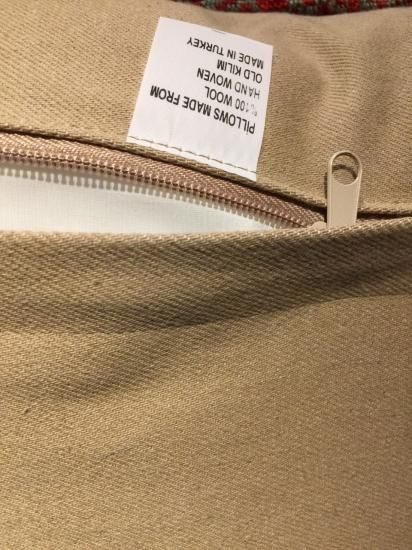 PILLOWS MADE FROM
%100 WOOL
HAND WOVEN
OLD KILIM
MADE IN TURKEY